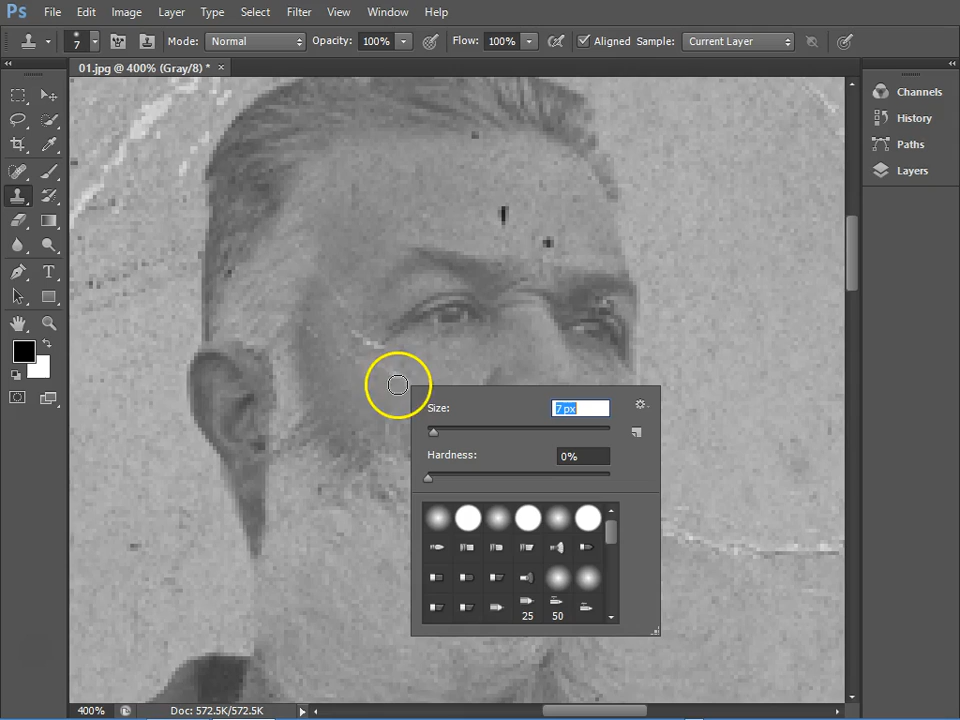 Ps File Edit Image Layer Type Select Filter View Window Help
7 Mode: Normal Opacity: 100% Flow: 100% Aligned Sample: Current Layer
01.jpg @ 400% (Gray/8) * ×
Channels
History
Paths
Layers
T
Size: 7 px
Hardness: 0%
25 50
400% Doc: 572.5K/572.5K